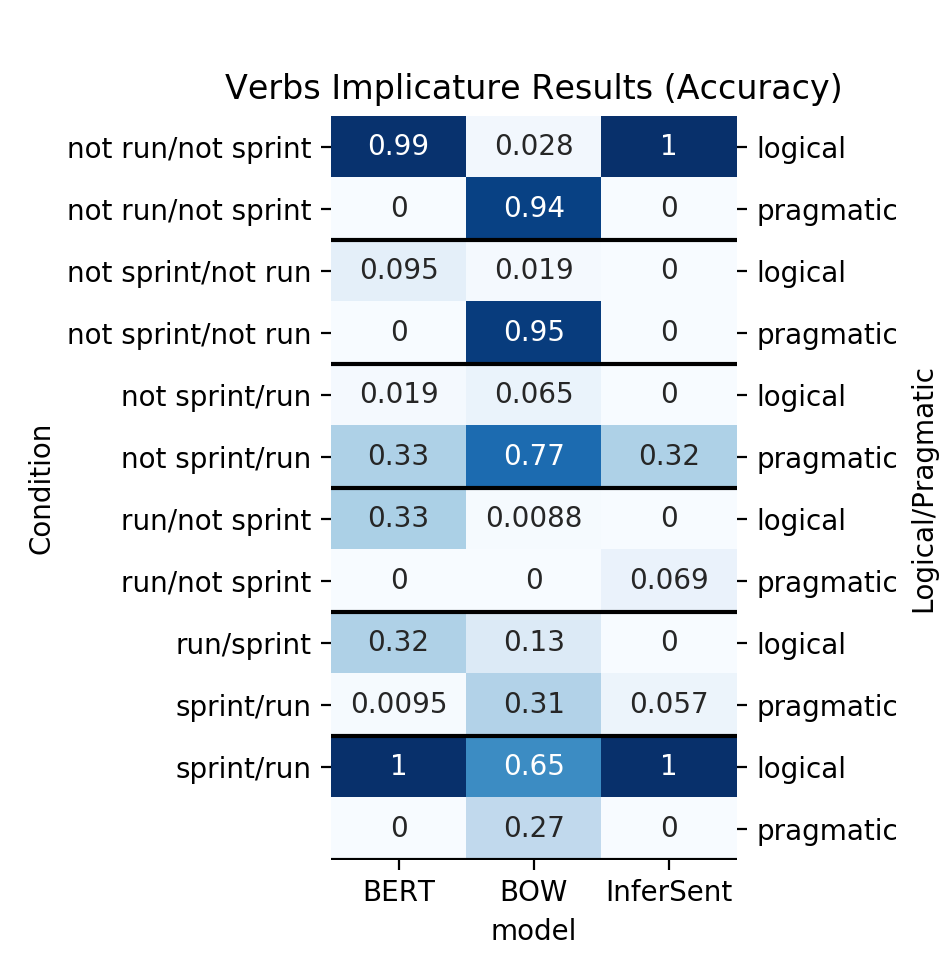 Verbs Implicature Results (Accuracy)
not run/not sprint 0.99 0.028 1 logical
not run/not sprint 0 0.94 0 pragmatic
not sprint/not run 0.095 0.019 0 logical
not sprint/not run 0 0.95 0 pragmatic
not sprint/run 0.019 0.065 0 logical
not sprint/run 0.33 0.77 0.32 pragmatic
run/not sprint 0.33 0.0088 0 logical
run/not sprint 0 0 0.069 pragmatic
run/sprint 0.32 0.13 0 logical
sprint/run 0.0095 0.31 0.057 pragmatic
sprint/run 1 0.65 1 logical
0 0.27 0 pragmatic
BERT BOW InferSent
model
Condition
Logical/Pragmatic